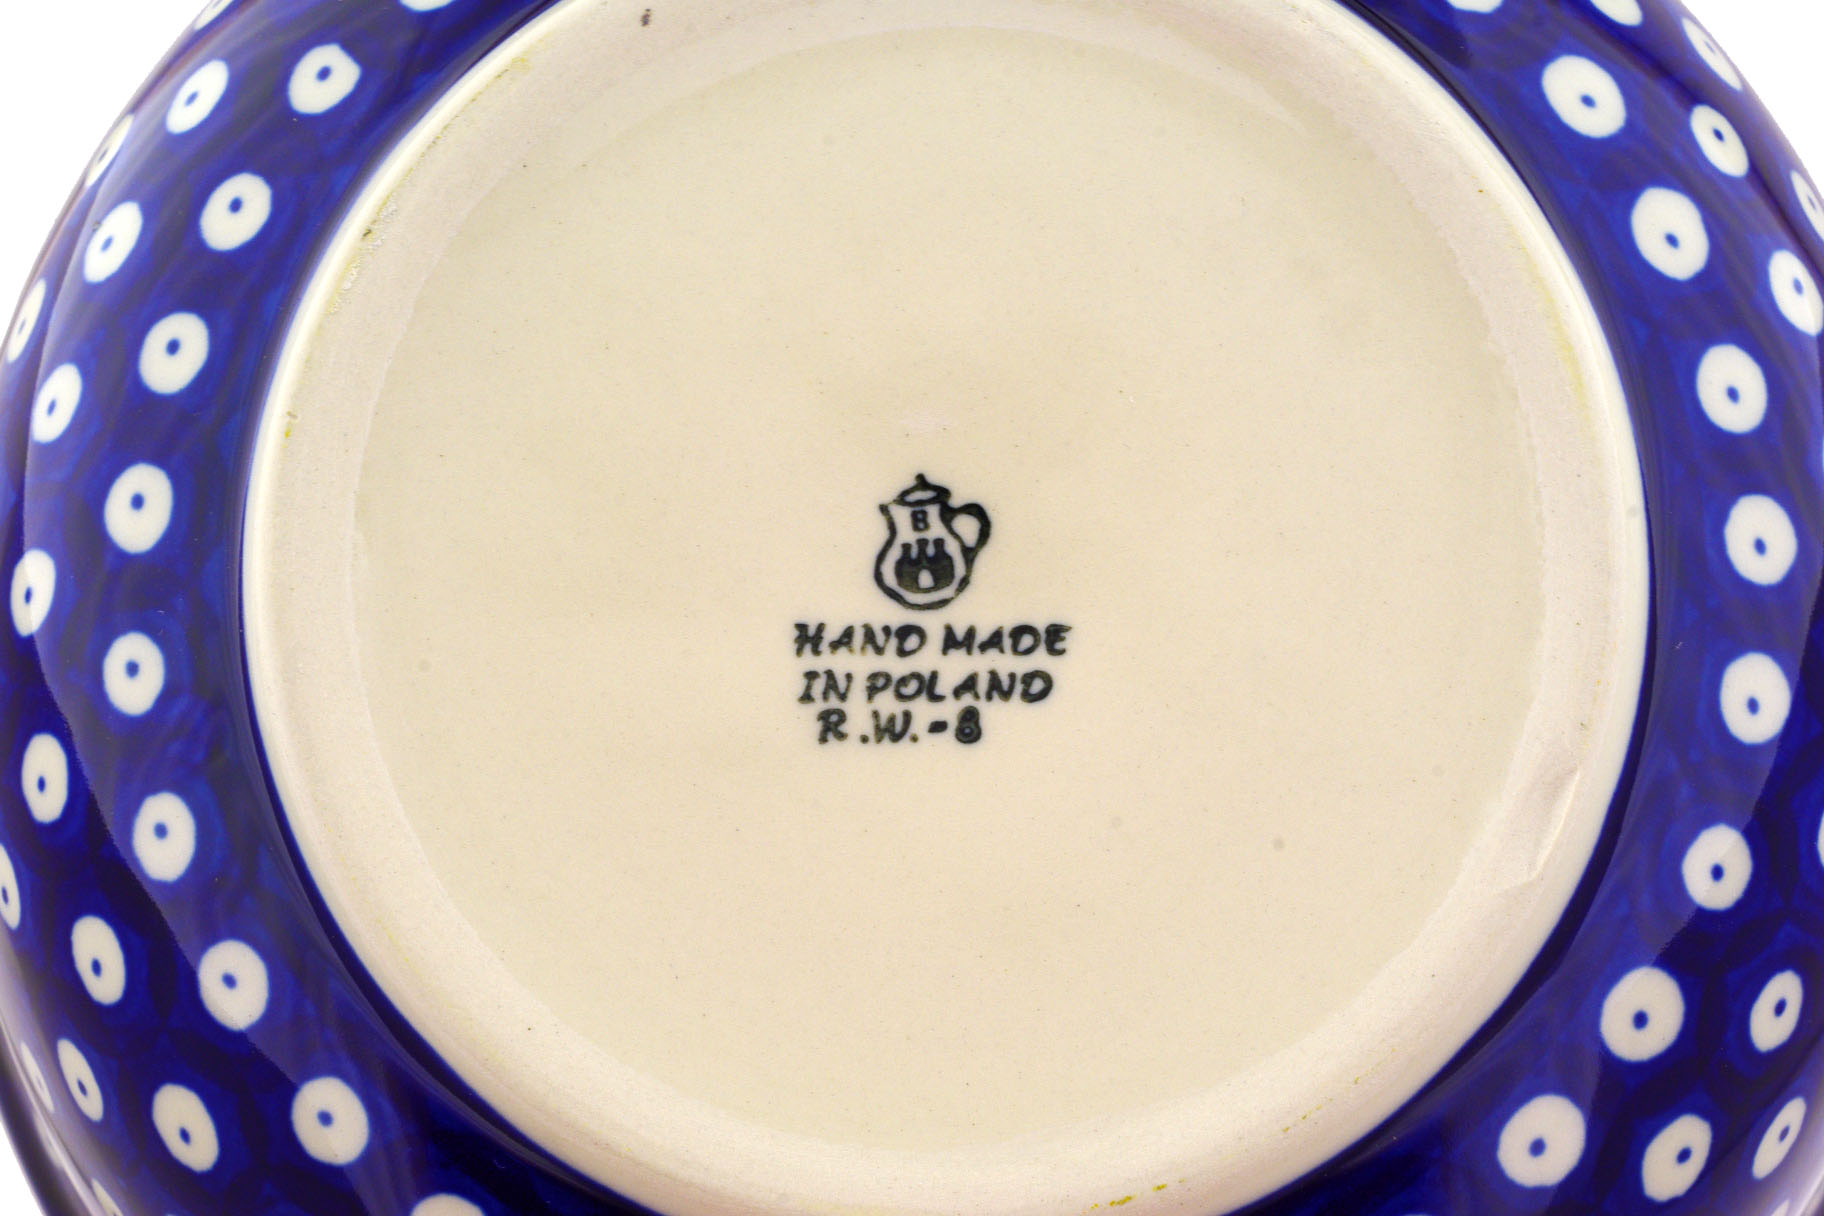 B
HAND MADE
IN POLAND
R.W.-8